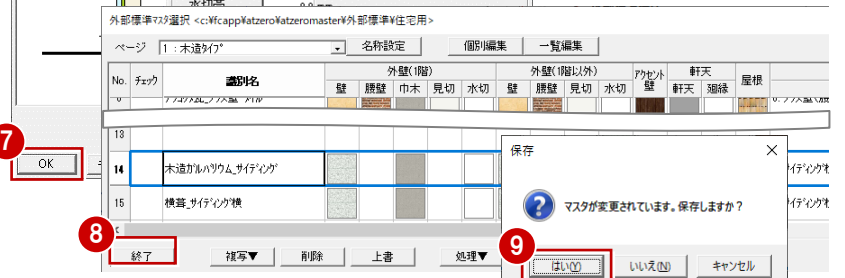 外部標準ﾏｽﾀ選択 <c:¥fcapp¥atzero¥atzeromaster¥外部標準¥住宅用>
ページ 1：木造ﾀｲﾌﾟ 名称設定 個別編集 一覧編集
No. ﾁｪｯｸ 識別名 外壁(1階) 外壁(1階以外) ｱｸｾﾝﾄ壁 軒天 屋根
壁 腰壁 巾木 見切 水切 壁 腰壁 見切 水切 軒天 廻縁
13
14 木造ｶﾞﾙﾊﾞﾘｳﾑ_ｻｲﾃﾞｨﾝｸﾞ
15 横葺_ｻｲﾃﾞｨﾝｸﾞ横
7
OK
8
終了 複写▼ 削除 上書 処理▼
保存
マスタが変更されています。保存しますか？
9
はい(Y) いいえ(N) キャンセル